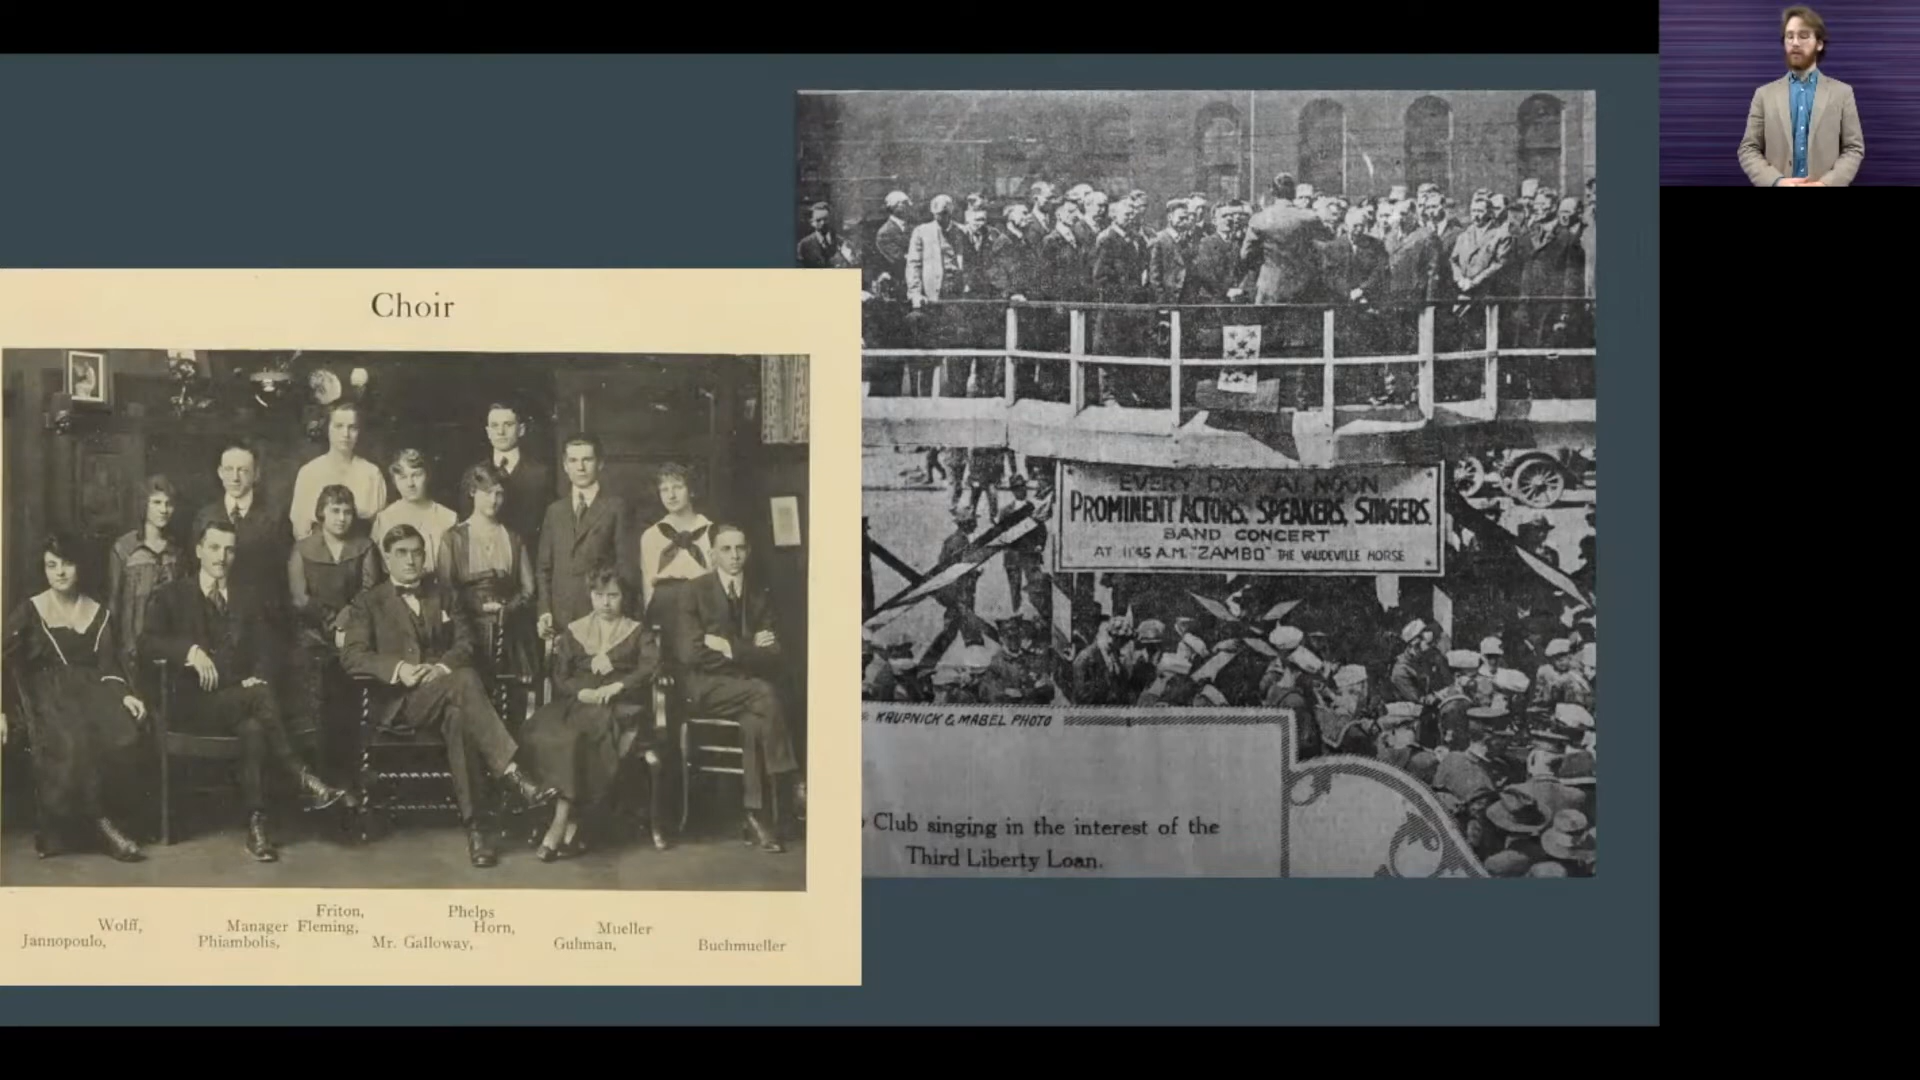 Choir
Friton, Phelps
Wolff, Manager Fleming, Horn, Mueller
Jannopoulo, Phiambolis, Mr. Galloway, Guhman, Buchmueller
EVERY DAY AT NOON
PROMINENT ACTORS, SPEAKERS, SINGERS.
BAND CONCERT
AT 11:45 A.M. "ZAMBO" THE VAUDEVILLE HORSE
KRUPNICK & MABEL PHOTO
Club singing in the interest of the
Third Liberty Loan.